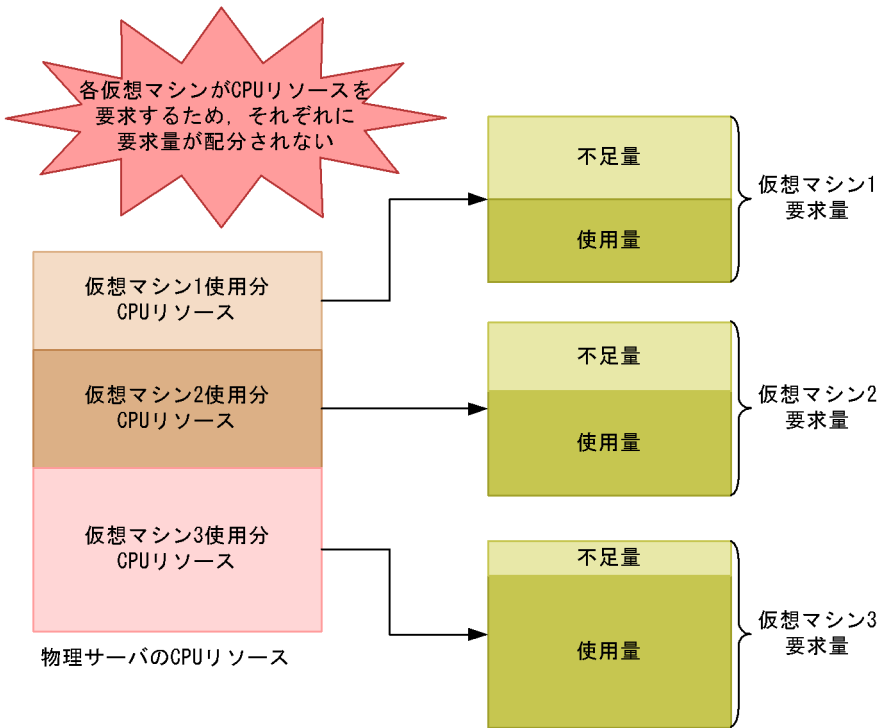 各仮想マシンがCPUリソースを
要求するため，それぞれに
要求量が配分されない
不足量
使用量
仮想マシン1
要求量
仮想マシン1使用分
CPUリソース
仮想マシン2使用分
CPUリソース
不足量
使用量
仮想マシン2
要求量
仮想マシン3使用分
CPUリソース
不足量
使用量
仮想マシン3
要求量
物理サーバのCPUリソース